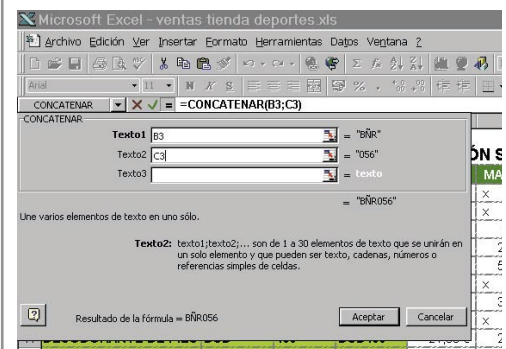 Microsoft Excel - ventas tienda deportes.xls
Archivo Edición Ver Insertar Formato Herramientas Datos Ventana ?
Arial 11 N K S
CONCATENAR =CONCATENAR(B3;C3)
CONCATENAR
Texto1 B3 = "BÑR"
Texto2 C3 = "056"
Texto3 = texto
= "BÑR056"
Une varios elementos de texto en uno sólo.
Texto2: texto1;texto2;... son de 1 a 30 elementos de texto que se unirán en
un solo elemento y que pueden ser texto, cadenas, números o
referencias simples de celdas.
Resultado de la fórmula = BÑR056
Aceptar Cancelar
ÓN S
MA